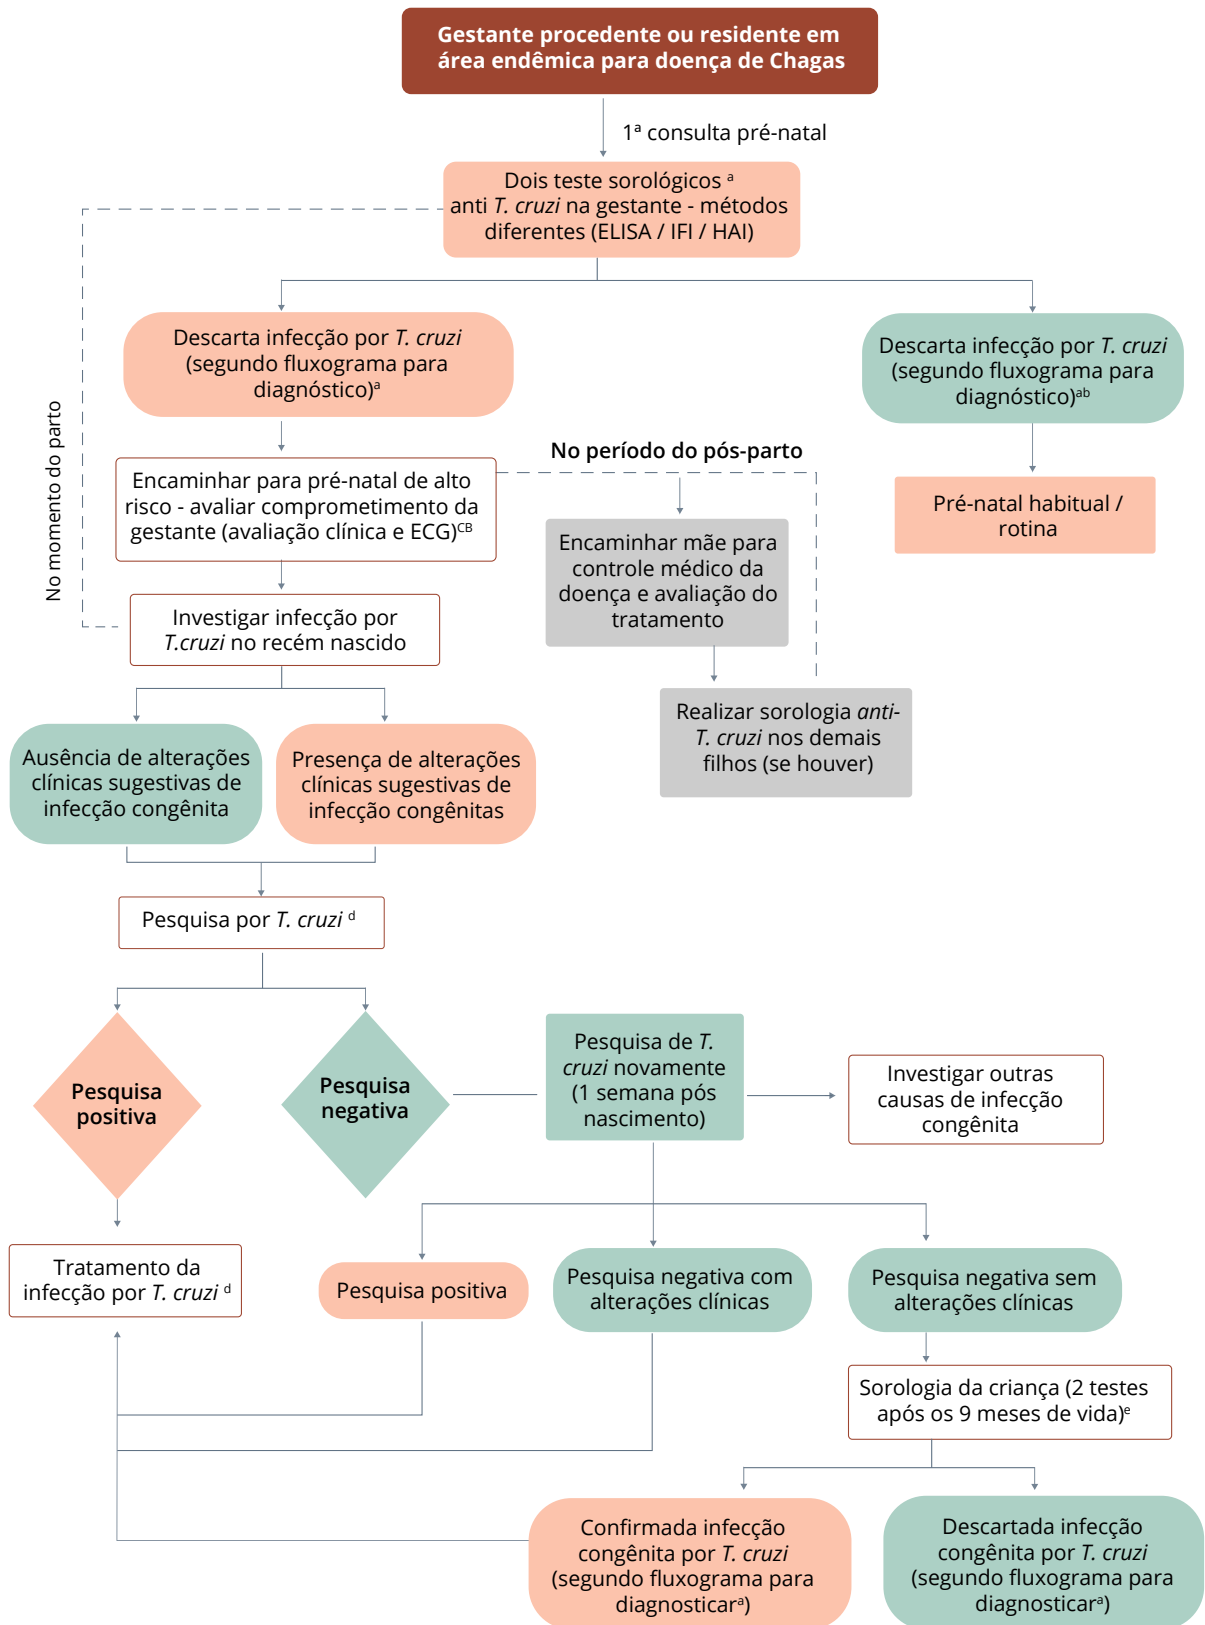 Gestante procedente ou residente em
área endêmica para doença de Chagas
1ª consulta pré-natal
Dois teste sorológicos a
anti T. cruzi na gestante - métodos
diferentes (ELISA / IFI / HAI)
No momento do parto
Descarta infecção por T. cruzi
(segundo fluxograma para
diagnóstico)a
Descarta infecção por T. cruzi
(segundo fluxograma para
diagnóstico)ab
Encaminhar para pré-natal de alto
risco - avaliar comprometimento da
gestante (avaliação clínica e ECG)CB
No período do pós-parto
Pré-natal habitual /
rotina
Encaminhar mãe para
controle médico da
doença e avaliação do
tratamento
Investigar infecção por
T.cruzi no recém nascido
Realizar sorologia anti-
T. cruzi nos demais
filhos (se houver)
Ausência de alterações
clínicas sugestivas de
infecção congênita
Presença de alterações
clínicas sugestivas de
infecção congênitas
Pesquisa por T. cruzi d
Pesquisa
positiva
Pesquisa
negativa
Pesquisa de T.
cruzi novamente
(1 semana pós
nascimento)
Investigar outras
causas de infecção
congênita
Tratamento da
infecção por T. cruzi d
Pesquisa positiva
Pesquisa negativa com
alterações clínicas
Pesquisa negativa sem
alterações clínicas
Sorologia da criança (2 testes
após os 9 meses de vida)e
Confirmada infecção
congênita por T. cruzi
(segundo fluxograma para
diagnosticara)
Descartada infecção
congênita por T. cruzi
(segundo fluxograma para
diagnosticara)